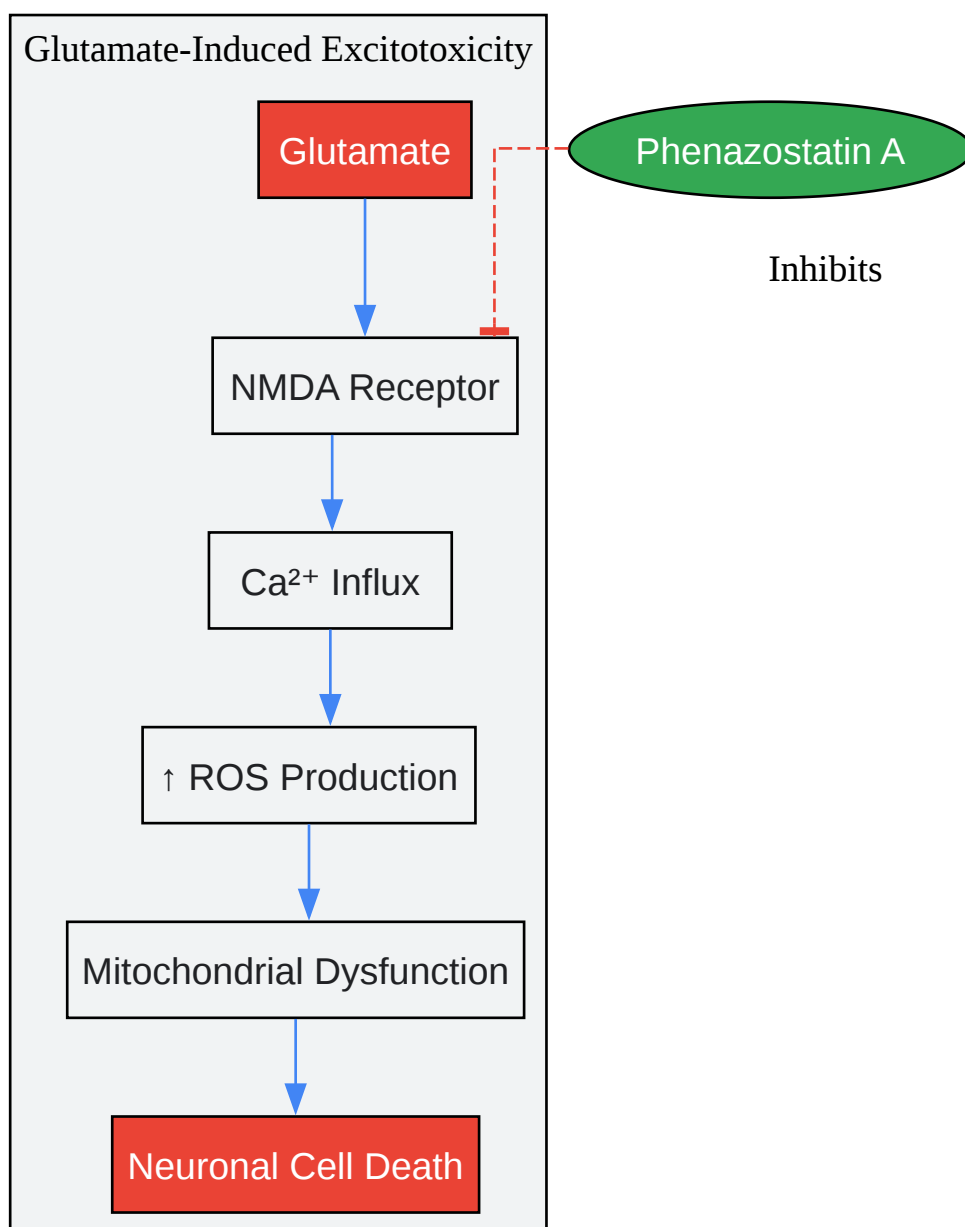 Glutamate-Induced Excitotoxicity
Glutamate
Phenazostatin A
Inhibits
NMDA Receptor
Ca²⁺ Influx
↑ ROS Production
Mitochondrial Dysfunction
Neuronal Cell Death